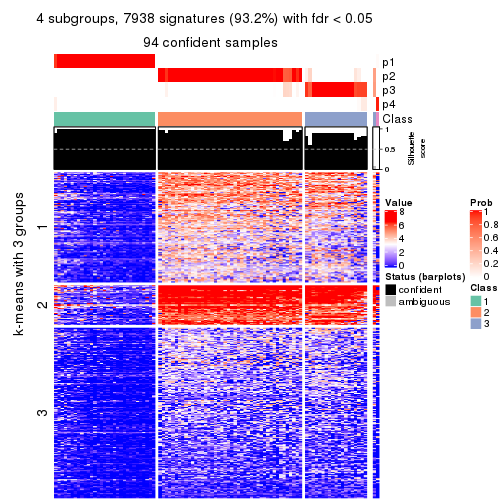 4 subgroups, 7938 signatures (93.2%) with fdr < 0.05
94 confident samples
p1
p2
p3
p4
Class
1
0.5
0
Silhouette
score
k-means with 3 groups
1
2
3
Value
8
6
4
2
0
Status (barplots)
confident
ambiguous
Prob
1
0.8
0.6
0.4
0.2
0
Class
1
2
3